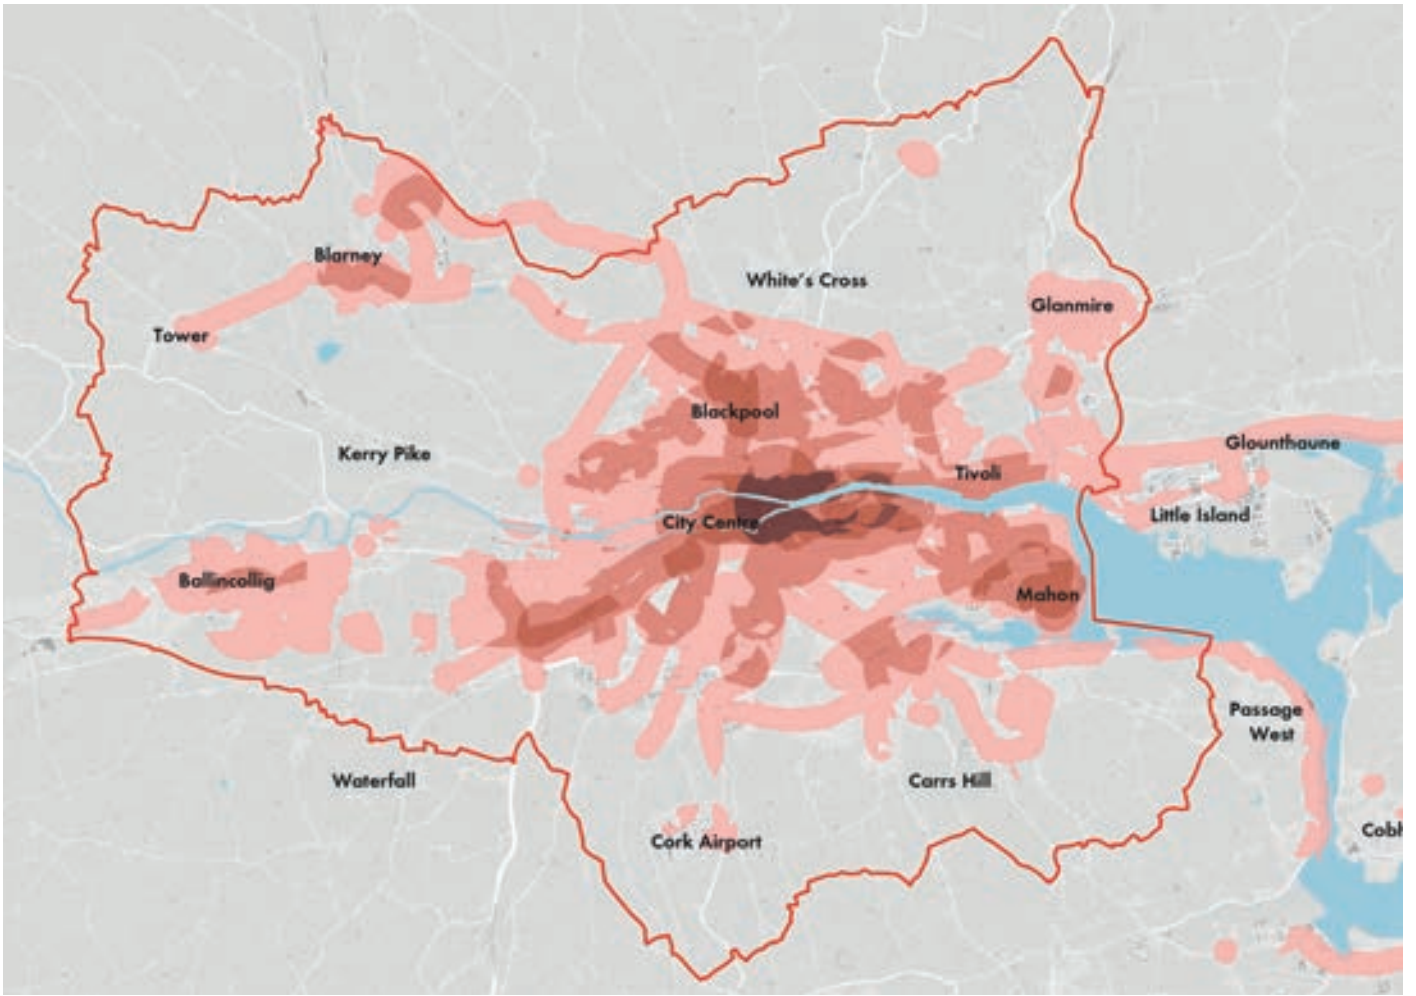 Blarney
White's Cross
Glanmire
Tower
Blackpool
Glounthaune
Kerry Pike
Tivoli
Little Island
City Centre
Ballincollig
Mahon
Passage
West
Waterfall
Carrs Hill
Cork Airport
Cobh